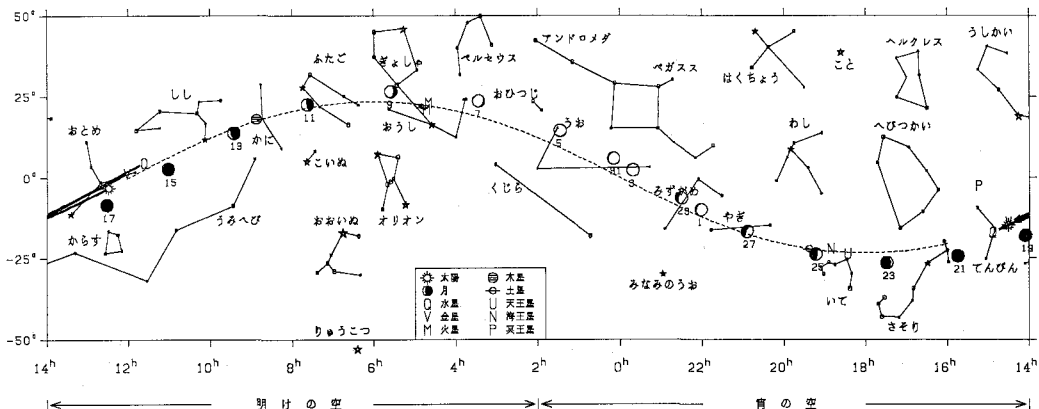 50°
25°
0°
-25°
-50°
アンドロメダ
ペルセウス
ぎょしゃ
ふたご
しし
おとめ
かに
おうし
おひつじ
うお
ペガスス
はくちょう
こと
ヘルクレス
うしかい
わし
へびつかい
こいぬ
オリオン
おおいぬ
うみへび
からす
くじら
みずがめ
やぎ
みなみのうお
いて
さそり
てんびん
りゅうこつ
Q
V
M
N
U
P
Q
17
15
13
11
9
7
5
31
3
29
1
27
25
23
21
19
太陽 木星
月 土星
Q 水星 U 天王星
V 金星 N 海王星
M 火星 P 冥王星
14h 12h 10h 8h 6h 4h 2h 0h 22h 20h 18h 16h 14h
明けの空 宵の空